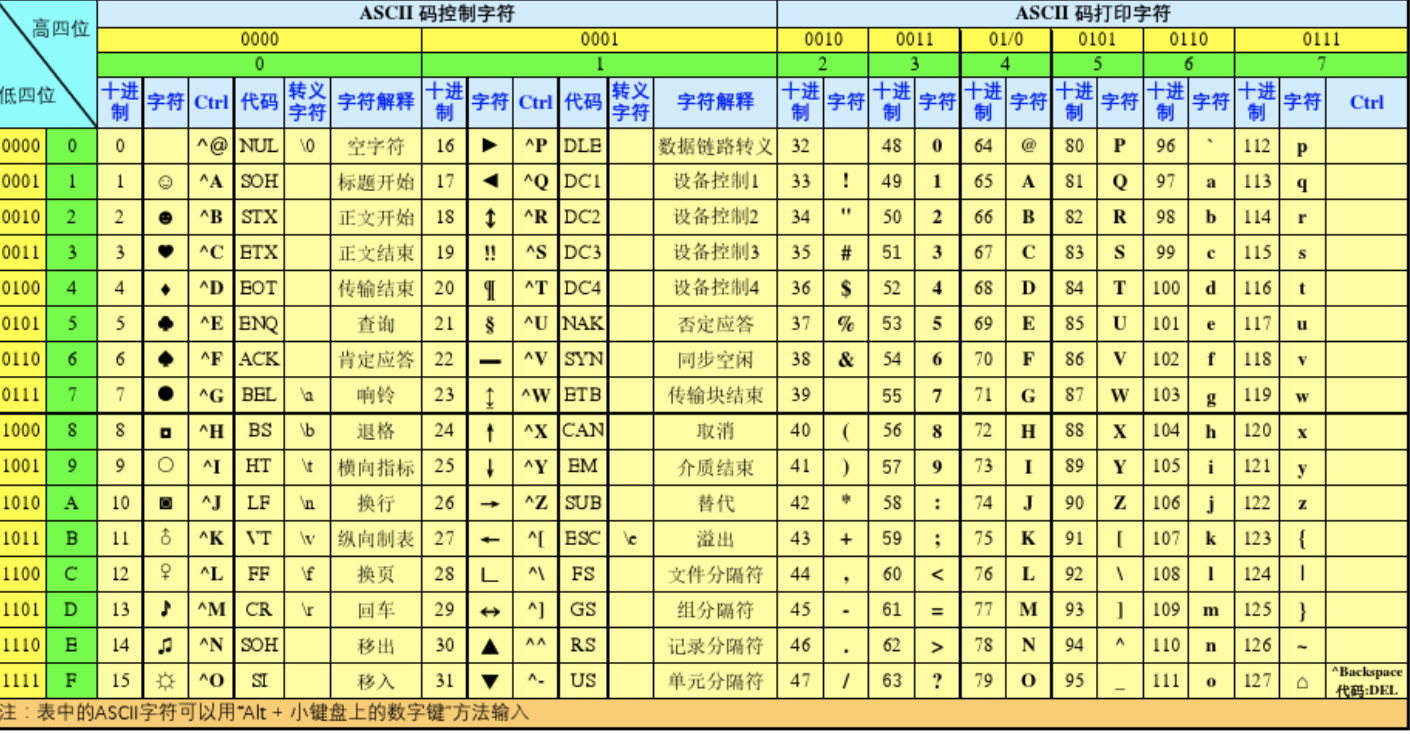 高四位 ASCII 码控制字符 ASCII 码打印字符
0000 0001 0010 0011 01/0 0101 0110 0111
0 1 2 3 4 5 6 7
低四位 十进制 字符 Ctrl 代码 转义字符 字符解释 十进制 字符 Ctrl 代码 转义字符 字符解释 十进制 字符 十进制 字符 十进制 字符 十进制 字符 十进制 字符 十进制 字符 Ctrl
0000 0 0 ^@ NUL \0 空字符 16 ► ^P DLE 数据链路转义 32 48 0 64 @ 80 P 96 ` 112 p
0001 1 1 ☺ ^A SOH 标题开始 17 ◄ ^Q DC1 设备控制1 33 ! 49 1 65 A 81 Q 97 a 113 q
0010 2 2 ☻ ^B STX 正文开始 18 ↕ ^R DC2 设备控制2 34 " 50 2 66 B 82 R 98 b 114 r
0011 3 3 ♥ ^C ETX 正文结束 19 ‼ ^S DC3 设备控制3 35 # 51 3 67 C 83 S 99 c 115 s
0100 4 4 ♦ ^D EOT 传输结束 20 ¶ ^T DC4 设备控制4 36 $ 52 4 68 D 84 T 100 d 116 t
0101 5 5 ♣ ^E ENQ 查询 21 § ^U NAK 否定应答 37 % 53 5 69 E 85 U 101 e 117 u
0110 6 6 ♠ ^F ACK 肯定应答 22 ▬ ^V SYN 同步空闲 38 & 54 6 70 F 86 V 102 f 118 v
0111 7 7 ● ^G BEL \a 响铃 23 ↨ ^W ETB 传输块结束 39 55 7 71 G 87 W 103 g 119 w
1000 8 8 ◘ ^H BS \b 退格 24 ↑ ^X CAN 取消 40 ( 56 8 72 H 88 X 104 h 120 x
1001 9 9 ○ ^I HT \t 横向指标 25 ↓ ^Y EM 介质结束 41 ) 57 9 73 I 89 Y 105 i 121 y
1010 A 10 ◙ ^J LF \n 换行 26 → ^Z SUB 替代 42 * 58 : 74 J 90 Z 106 j 122 z
1011 B 11 ♂ ^K VT \v 纵向制表 27 ← ^[ ESC \e 溢出 43 + 59 ; 75 K 91 [ 107 k 123 {
1100 C 12 ♀ ^L FF \f 换页 28 ∟ ^\ FS 文件分隔符 44 , 60 < 76 L 92 \ 108 l 124 |
1101 D 13 ♪ ^M CR \r 回车 29 ↔ ^] GS 组分隔符 45 - 61 = 77 M 93 ] 109 m 125 }
1110 E 14 ♫ ^N SOH 移出 30 ▲ ^^ RS 记录分隔符 46 . 62 > 78 N 94 ^ 110 n 126 ~
1111 F 15 ☼ ^O SI 移入 31 ▼ ^- US 单元分隔符 47 / 63 ? 79 O 95 _ 111 o 127 ⌂ ^Backspace 代码:DEL
注：表中的ASCII字符可以用"Alt + 小键盘上的数字键"方法输入